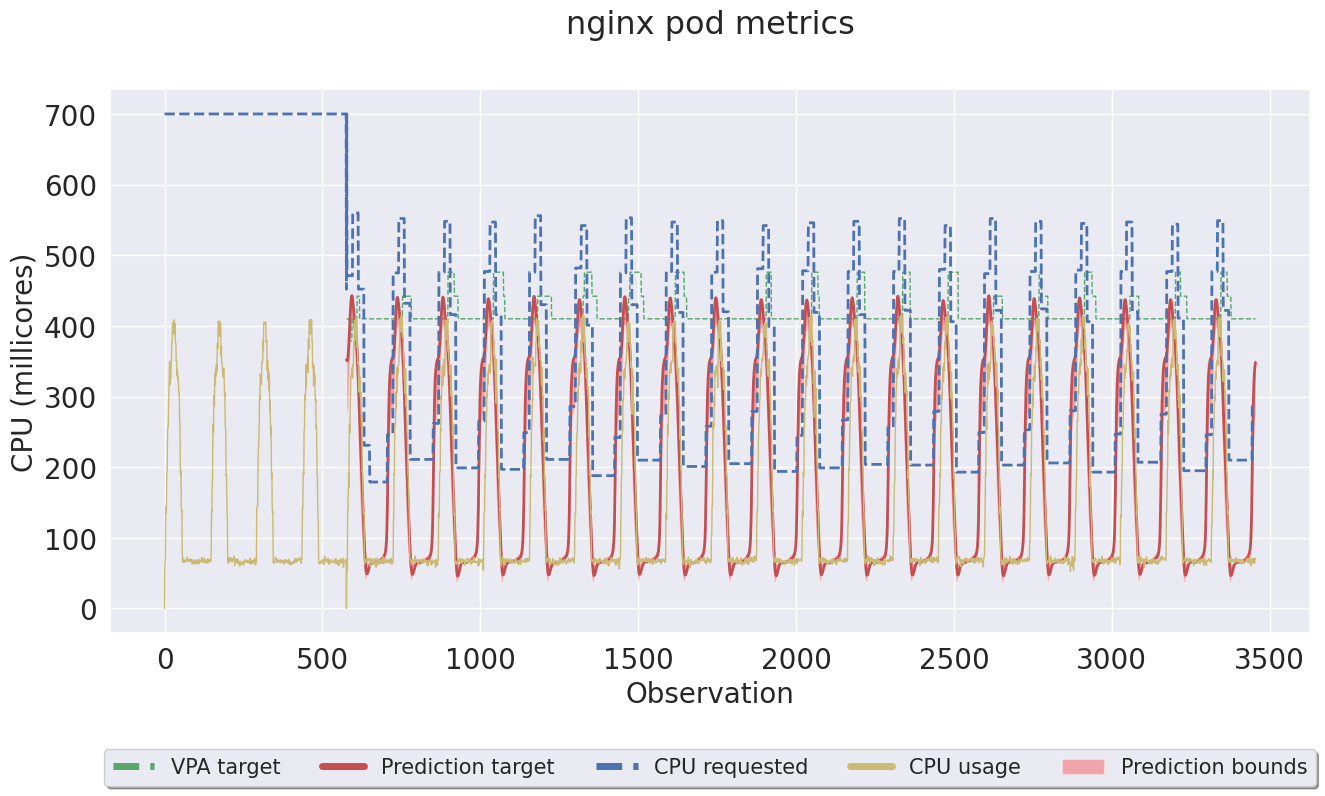 nginx pod metrics
CPU (millicores)
700
600
500
400
300
200
100
0
0 500 1000 1500 2000 2500 3000 3500
Observation
VPA target Prediction target CPU requested CPU usage Prediction bounds